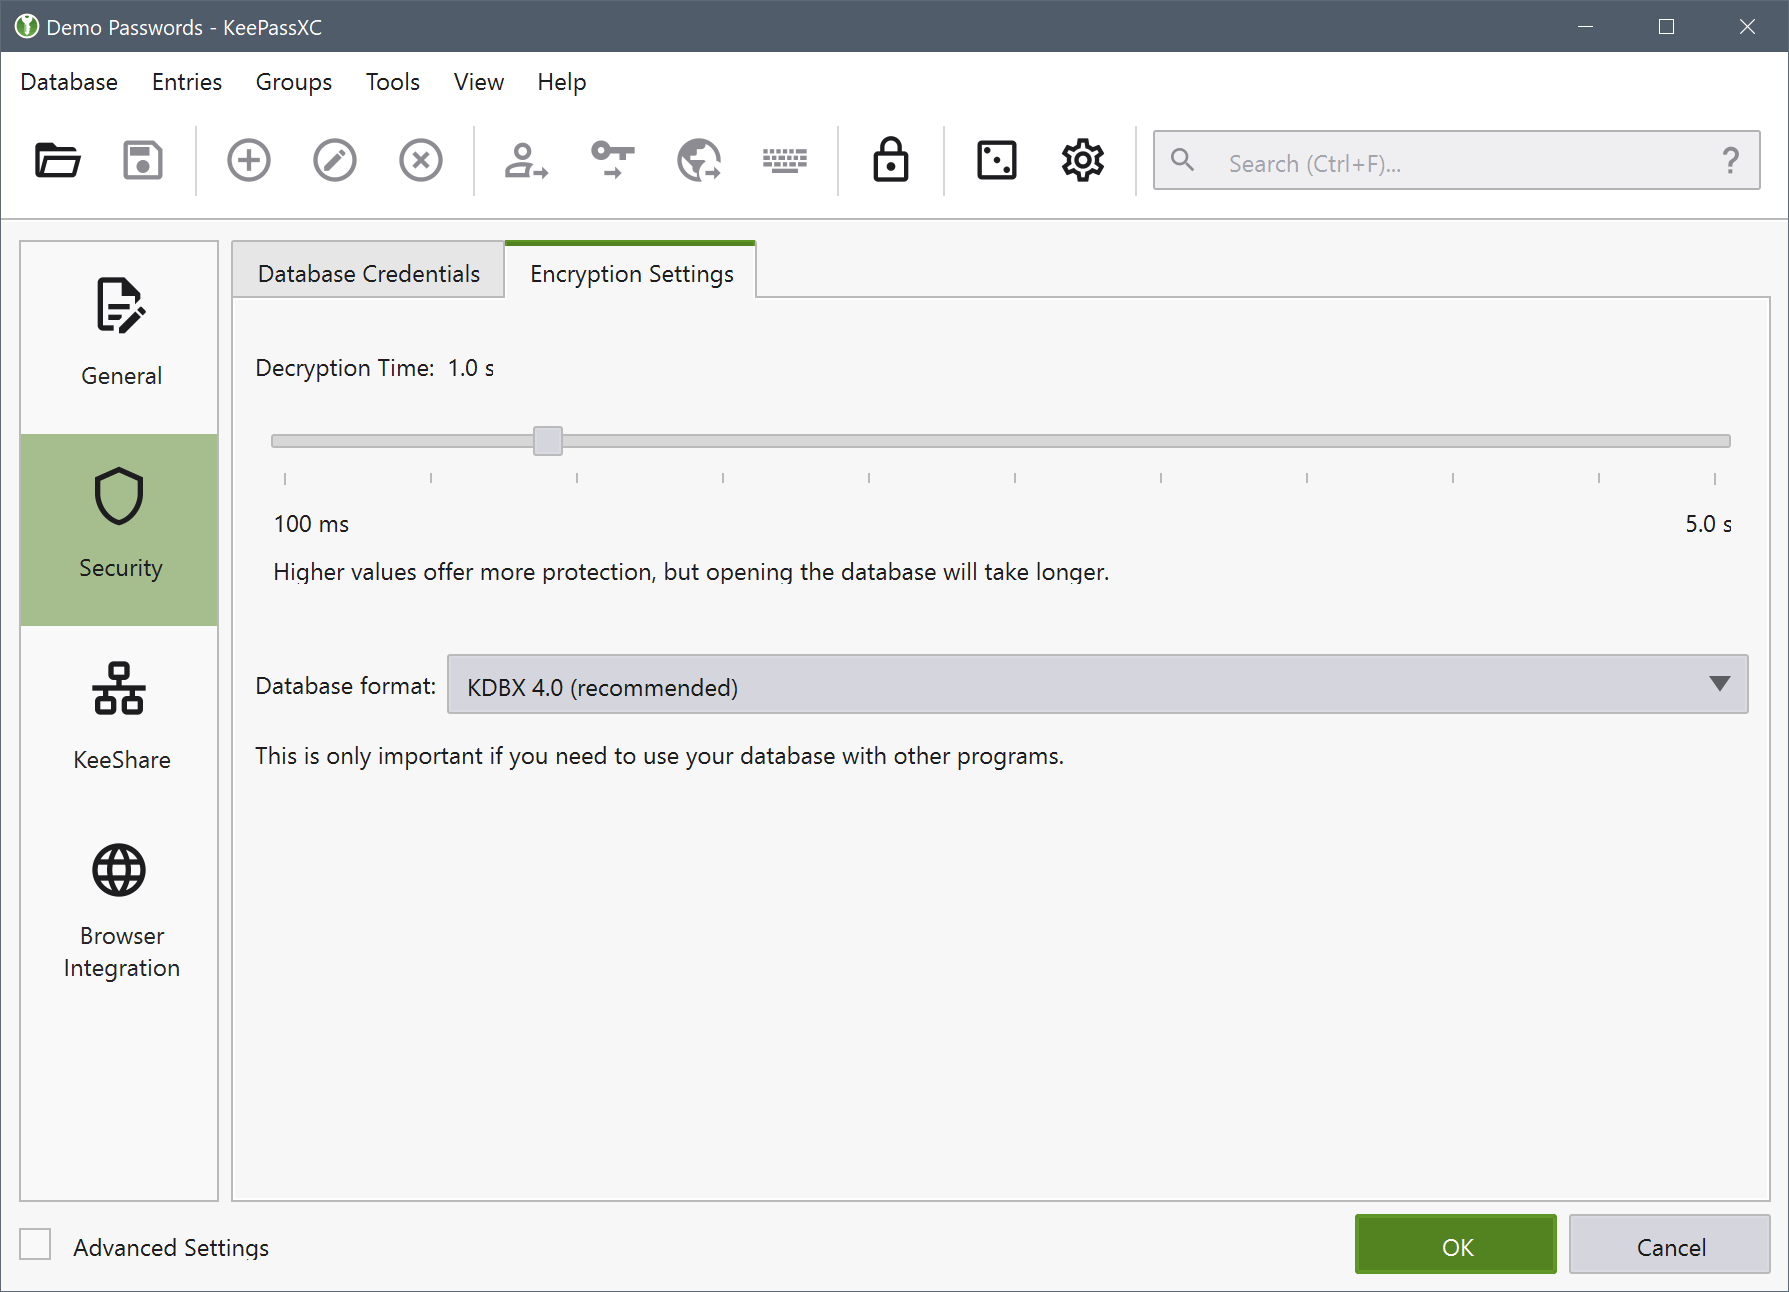 Demo Passwords - KeePassXC
Database Entries Groups Tools View Help
Search (Ctrl+F)... ?
General
Security
KeeShare
Browser
Integration
Database Credentials Encryption Settings
Decryption Time: 1.0 s
100 ms 5.0 s
Higher values offer more protection, but opening the database will take longer.
Database format: KDBX 4.0 (recommended)
This is only important if you need to use your database with other programs.
Advanced Settings OK Cancel